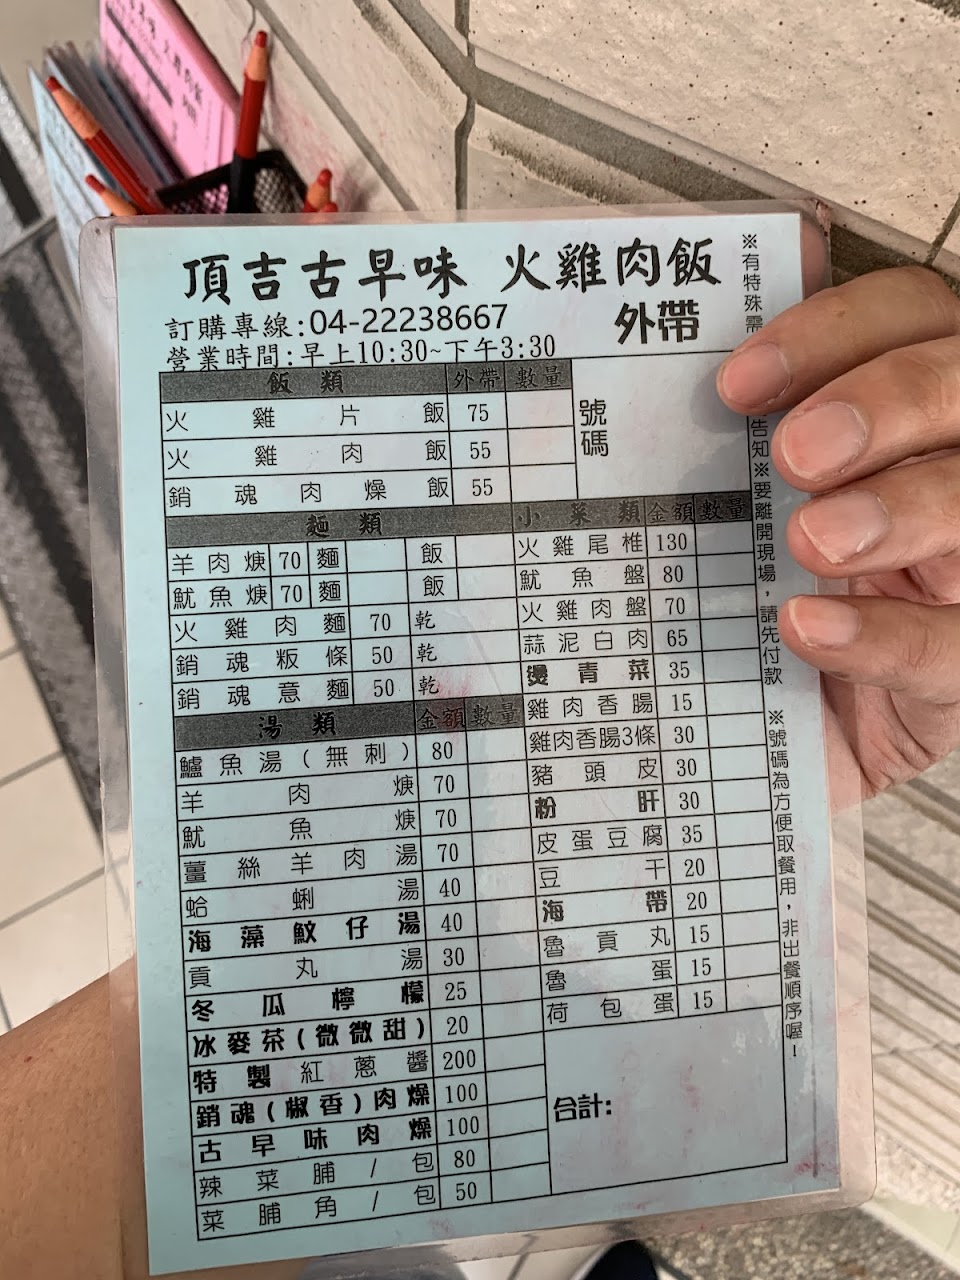 頂吉古早味 火雞肉飯
訂購專線:04-22238667
外帶
營業時間:早上10:30~下午3:30
飯類 外帶 數量
火雞片飯 75
火雞肉飯 55
銷魂肉燥飯 55
號碼
麵類
羊肉焿 70 麵 飯
魷魚焿 70 麵 飯
火雞肉麵 70 乾
銷魂粄條 50 乾
銷魂意麵 50 乾
湯類 金額 數量
鱸魚湯(無刺) 80
羊肉焿 70
魷魚焿 70
薑絲羊肉湯 70
蛤蜊湯 40
海藻魰仔湯 40
貢丸湯 30
冬瓜檸檬 25
冰麥茶(微微甜) 20
特製紅蔥醬 200
銷魂(椒香)肉燥 100
古早味肉燥 100
辣菜脯/包 80
菜脯角/包 50
小菜類 金額 數量
火雞尾椎 130
魷魚盤 80
火雞肉盤 70
蒜泥白肉 65
燙青菜 35
雞肉香腸 15
雞肉香腸3條 30
豬頭皮 30
粉肝 30
皮蛋豆腐 35
豆干 20
海帶 20
魯貢丸 15
魯蛋 15
荷包蛋 15
合計:
※有特殊需
告知※要離開現場，請先付款
※號碼為方便取餐用，非出餐順序喔！